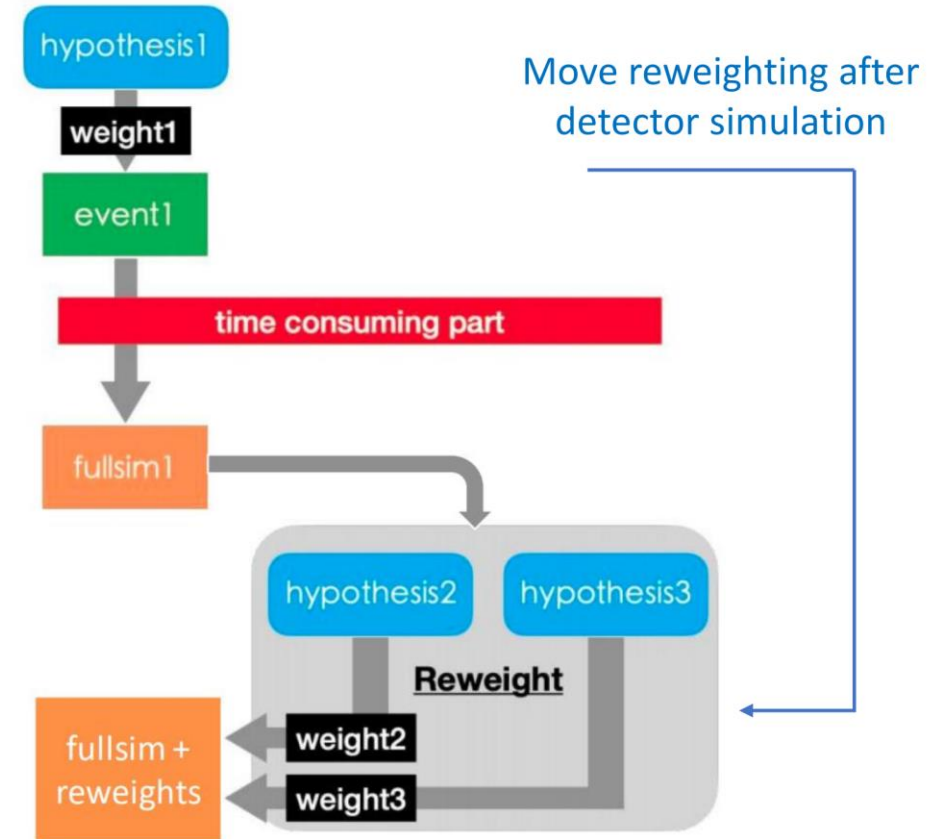 hypothesis1
Move reweighting after
detector simulation
weight1
event1
time consuming part
fullsim1
hypothesis2
hypothesis3
Reweight
weight2
fullsim +
reweights
weight3